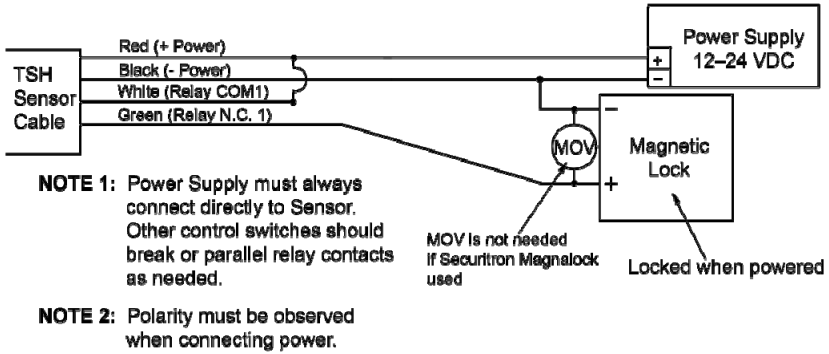 Red (+ Power)
Black (- Power)
White (Relay COM1)
Green (Relay N.C. 1)
TSH
Sensor
Cable
Power Supply
12–24 VDC
+
–
–
MOV
+
Magnetic
Lock
NOTE 1: Power Supply must always
connect directly to Sensor.
Other control switches should
break or parallel relay contacts
as needed.
MOV is not needed
if Securitron Magnalock
used
Locked when powered
NOTE 2: Polarity must be observed
when connecting power.